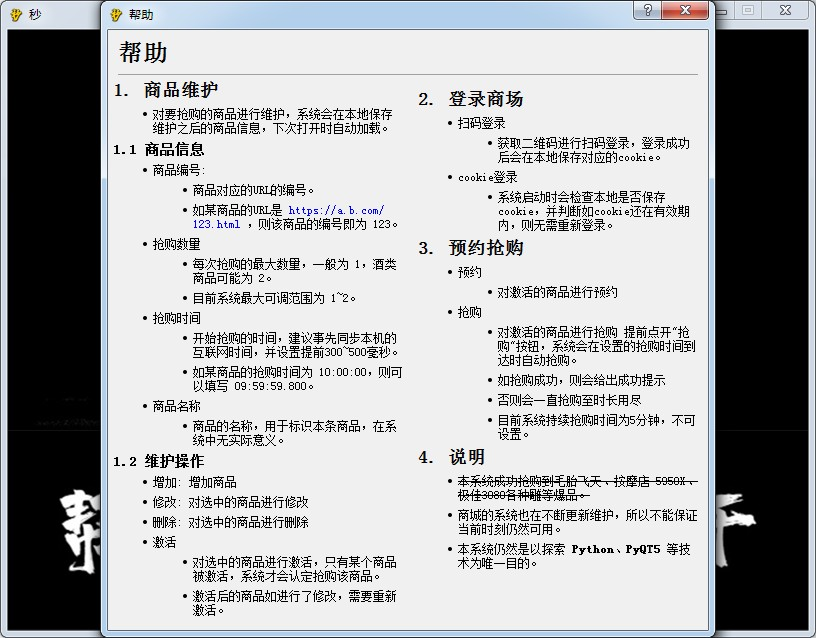 秒
帮助
帮助
1. 商品维护
• 对要抢购的商品进行维护，系统会在本地保存
维护之后的商品信息，下次打开时自动加载。
1.1 商品信息
• 商品编号:
• 商品对应的URL的编号。
• 如某商品的URL是 https://a.b.com/
123.html ，则该商品的编号即为 123。
• 抢购数量
• 每次抢购的最大数量，一般为 1，酒类
商品可能为 2。
• 目前系统最大可调范围为 1~2。
• 抢购时间
• 开始抢购的时间，建议事先同步本机的
互联网时间，并设置提前300~500毫秒。
• 如某商品的抢购时间为 10:00:00，则可
以填写 09:59:59.800。
• 商品名称
• 商品的名称，用于标识本条商品，在系
统中无实际意义。
1.2 维护操作
• 增加: 增加商品
• 修改: 对选中的商品进行修改
• 删除: 对选中的商品进行删除
• 激活
• 对选中的商品进行激活，只有某个商品
被激活，系统才会认定抢购该商品。
• 激活后的商品如进行了修改，需要重新
激活。
2. 登录商场
• 扫码登录
• 获取二维码进行扫码登录，登录成功
后会在本地保存对应的cookie。
• cookie登录
• 系统启动时会检查本地是否保存
cookie，并判断如cookie还在有效期
内，则无需重新登录。
3. 预约抢购
• 预约
• 对激活的商品进行预约
• 抢购
• 对激活的商品进行抢购 提前点开"抢
购"按钮，系统会在设置的抢购时间到
达时自动抢购。
• 如抢购成功，则会给出成功提示
• 否则会一直抢购至时长用尽
• 目前系统持续抢购时间为5分钟，不可
设置。
4. 说明
• 本系统成功抢购到毛胎飞天、按摩店 5950X、
极佳3080各种雕等爆品。
• 商城的系统也在不断更新维护，所以不能保证
当前时刻仍然可用。
• 本系统仍然是以探索 Python、PyQT5 等技
术为唯一目的。